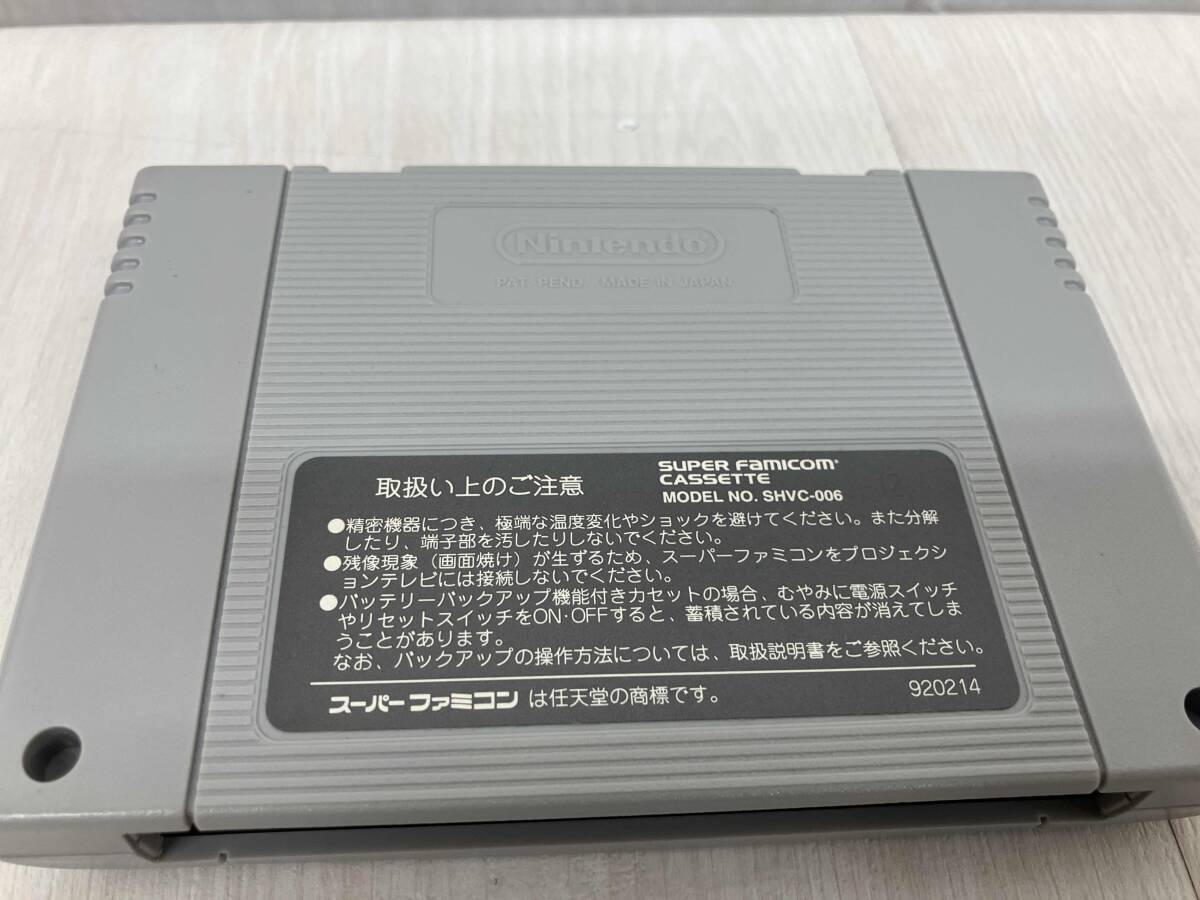 Nintendo
PAT. PEND. MADE IN JAPAN
取扱い上のご注意
SUPER FAMICOM
CASSETTE
MODEL NO. SHVC-006
●精密機器につき、極端な温度変化やショックを避けてください。また分解
したり、端子部を汚したりしないでください。
●残像現象（画面焼け）が生ずるため、スーパーファミコンをプロジェクシ
ョンテレビには接続しないでください。
●バッテリーバックアップ機能付きカセットの場合、むやみに電源スイッチ
やリセットスイッチをON·OFFすると、蓄積されている内容が消えてしま
うことがあります。
なお、バックアップの操作方法については、取扱説明書をご参照ください。
スーパーファミコン は任天堂の商標です。
920214